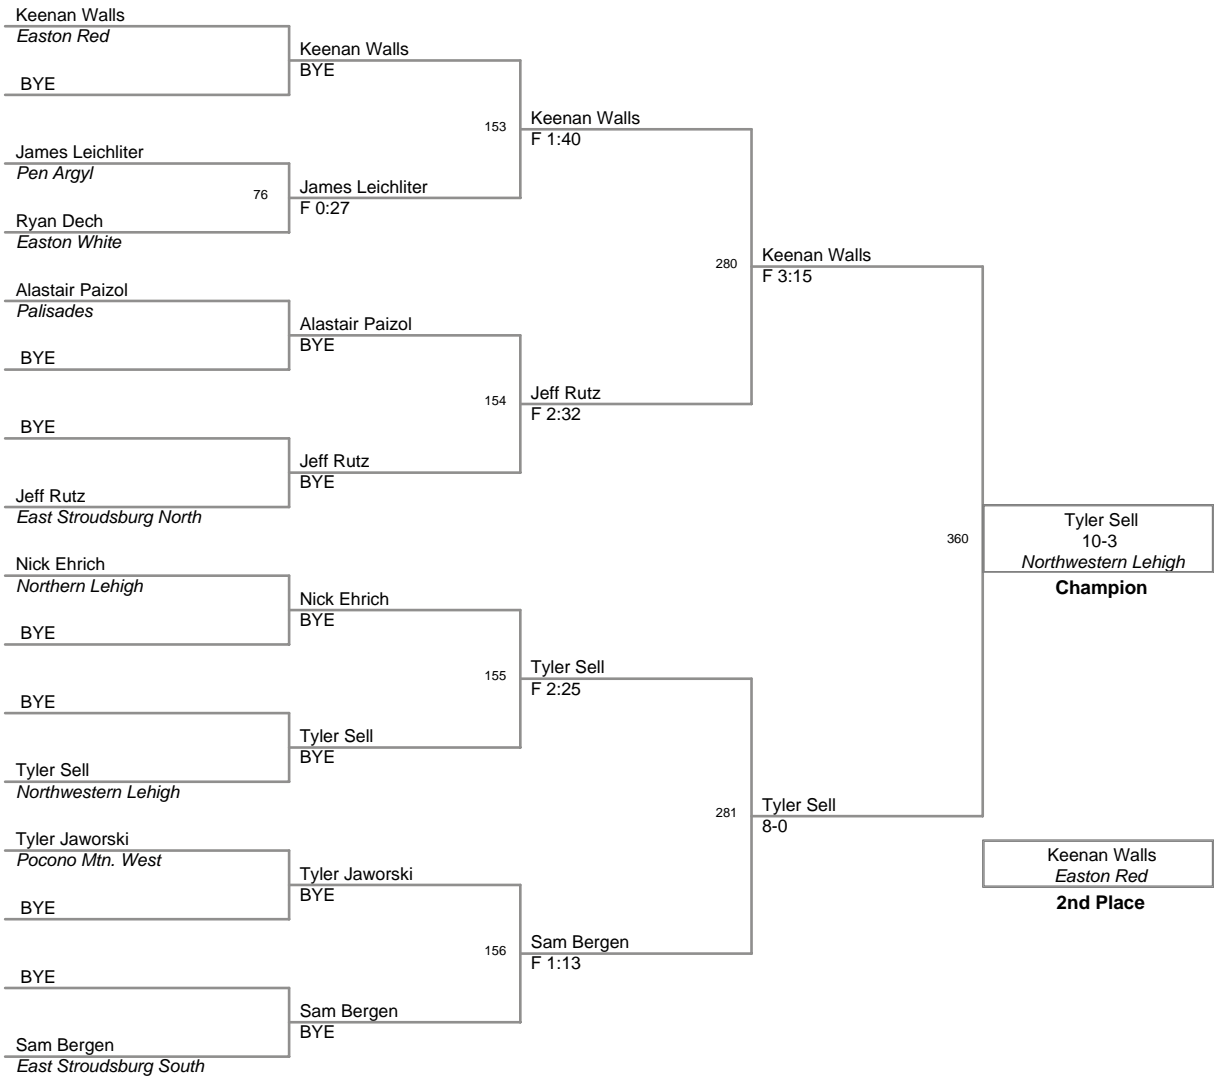 Keenan Walls
Easton Red
BYE
James Leichliter
Pen Argyl
Ryan Dech
Easton White
Alastair Paizol
Palisades
BYE
BYE
Jeff Rutz
East Stroudsburg North
Nick Ehrich
Northern Lehigh
BYE
BYE
Tyler Sell
Northwestern Lehigh
Tyler Jaworski
Pocono Mtn. West
BYE
BYE
Sam Bergen
East Stroudsburg South
Keenan Walls
BYE
76
James Leichliter
F 0:27
Alastair Paizol
BYE
Jeff Rutz
BYE
Nick Ehrich
BYE
Tyler Sell
BYE
Tyler Jaworski
BYE
Sam Bergen
BYE
153
Keenan Walls
F 1:40
154
Jeff Rutz
F 2:32
155
Tyler Sell
F 2:25
156
Sam Bergen
F 1:13
280
Keenan Walls
F 3:15
281
Tyler Sell
8-0
360
Tyler Sell
10-3
Northwestern Lehigh
Champion
Keenan Walls
Easton Red
2nd Place